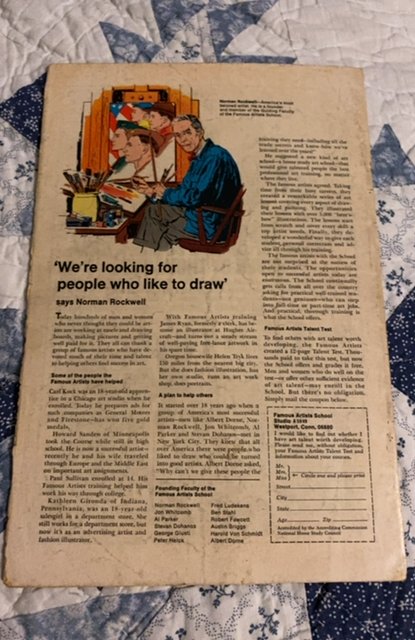 Norman Rockwell—America's most
beloved artist. He is a founder
and member of the Guiding Faculty
of the Famous Artists School.
'We're looking for
people who like to draw'
says Norman Rockwell
Today hundreds of men and women
who never thought they could be art-
ists are working at easels and drawing
boards, making pictures and getting
well paid for it. They all can thank a
group of famous artists who have de-
voted much of their time and talent
to helping others find success in art.
Some of the people the
Famous Artists have helped
Carl Kock was an 18-year-old appren-
tice in a Chicago art studio when he
enrolled. Today he prepares ads for
such companies as General Motors
and Firestone—has won five gold
medals.
Howard Sanders of Minneapolis
took the Course while still in high
school. He is now a successful artist—
recently he and his wife traveled
through Europe and the Middle East
on important art assignments.
Paul Sullivan enrolled at 14. His
Famous Artist training helped him
work his way through college.
Kathleen Gironda of Indiana,
Pennsylvania, was an 18-year-old
salesgirl in a department store. She
still works for a department store, but
now it's as an advertising artist and
fashion illustrator.
With Famous Artists training
James Ryan, formerly a clerk, has be-
come an illustrator at Hughes Air-
craft—and turns out a steady stream
of well-paying free-lance artwork in
his spare time.
Oregon housewife Helen Tryk lives
150 miles from the nearest big city.
But she does fashion illustration, has
her own studio, runs an art work
shop, does portraits.
A plan to help others
It started over 18 years ago when a
group of America's most successful
artists—men like Albert Dorne, Nor-
man Rockwell, Jon Whitcomb, Al
Parker and Stevan Dohanos—met in
New York City. They knew that all
over America there were people who
liked to draw who could be turned
into good artists. Albert Dorne asked,
"Why can't we give these people the
Founding Faculty of the
Famous Artists School
Norman Rockwell
Jon Whitcomb
Al Parker
Stevan Dohanos
George Giusti
Peter Helck
Fred Ludekens
Ben Stahl
Robert Fawcett
Austin Briggs
Harold Von Schmidt
Albert Dorne
training they need—including all the
trade secrets and know how we've
learned over the years?"
He suggested a new kind of art
school—a home study art school—that
would give talented people the best
professional art training, no matter
where they live.
The famous artists agreed. Taking
time from their busy careers, they
created a remarkable series of art
lessons covering every aspect of draw-
ing and painting. They illustrated
their lessons with over 5,000 "how-
how" illustrations. The lessons start
from scratch and cover every skill a
top artist needs. Finally, they de-
veloped a wonderful way to give each
student personal correction and ad-
vice all through his training.
The famous artists with the School
are not surprised at the success of
their students. The opportunities
open to successful artists today are
enormous. The School continually
gets calls from all over the country
asking for practical well-trained stu-
dents—not geniuses—who can step
into full-time or part-time art jobs.
And practical, thorough training is
what the School offers.
Famous Artists Talent Test
To find others with art talent worth
developing, the Famous Artists
created a 12-page Talent Test. Thou-
sands paid to take this test, but now
the School offers and grades it free.
Men and women who do well on the
test—or offer other sufficient evidence
of art talent—may enroll in the
School. But there's no obligation.
Simply mail the coupon below.
Famous Artists School
Westport, Conn. 06880
I would like to find out whether I
have art talent worth developing.
Please send me, without obligation,
your Famous Artists Talent Test and
information about your courses.
Mr.
Mrs.
Miss
Circle one and please print
Street
City
State
Age Zip
Accredited by the Accrediting Commission
National Home Study Council